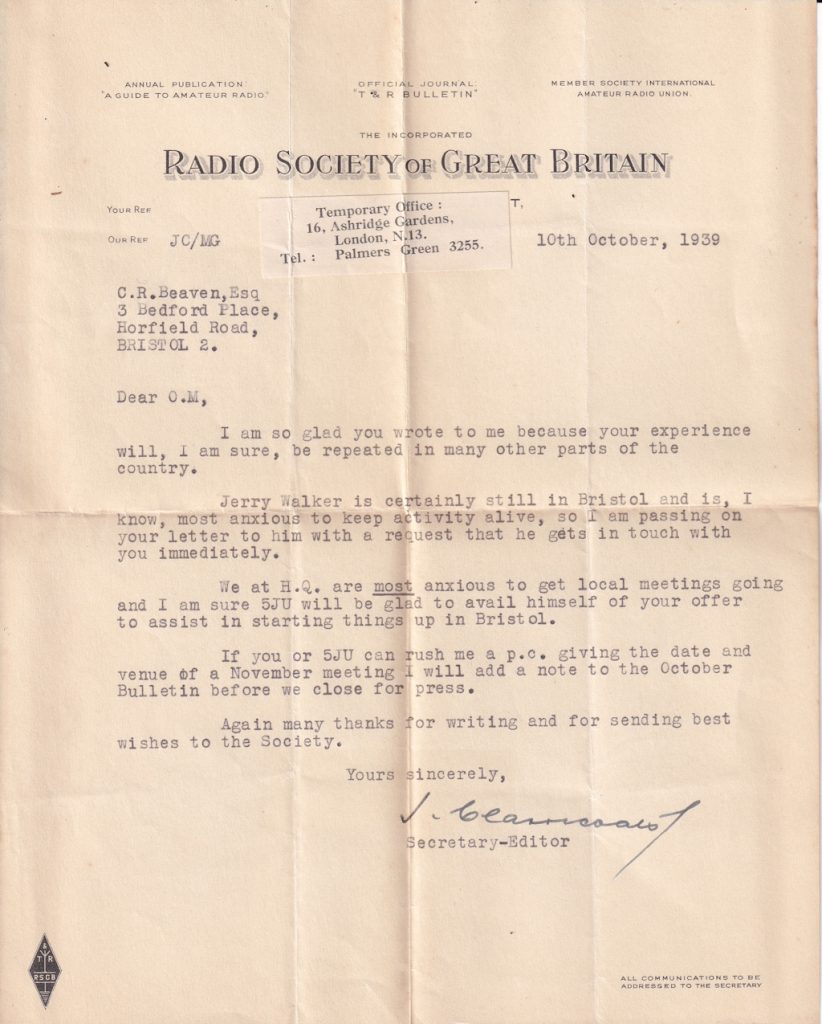 ANNUAL PUBLICATION:
"A GUIDE TO AMATEUR RADIO."
OFFICIAL JOURNAL:
"T & R BULLETIN"
MEMBER SOCIETY INTERNATIONAL
AMATEUR RADIO UNION.
THE INCORPORATED
RADIO SOCIETY OF GREAT BRITAIN
YOUR REF
T,
Temporary Office :
16, Ashridge Gardens,
London, N.13.
Tel. : Palmers Green 3255.
OUR REF JC/MG
10th October, 1939
C.R.Beaven,Esq
3 Bedford Place,
Horfield Road,
BRISTOL 2.
Dear O.M,
I am so glad you wrote to me because your experience
will, I am sure, be repeated in many other parts of the
country.
Jerry Walker is certainly still in Bristol and is, I
know, most anxious to keep activity alive, so I am passing on
your letter to him with a request that he gets in touch with
you immediately.
We at H.Q. are most anxious to get local meetings going
and I am sure 5JU will be glad to avail himself of your offer
to assist in starting things up in Bristol.
If you or 5JU can rush me a p.c. giving the date and
venue of a November meeting I will add a note to the October
Bulletin before we close for press.
Again many thanks for writing and for sending best
wishes to the Society.
Yours sincerely,
J. Clarricoats
Secretary-Editor
&
T R
RSGB
ALL COMMUNICATIONS TO BE
ADDRESSED TO THE SECRETARY